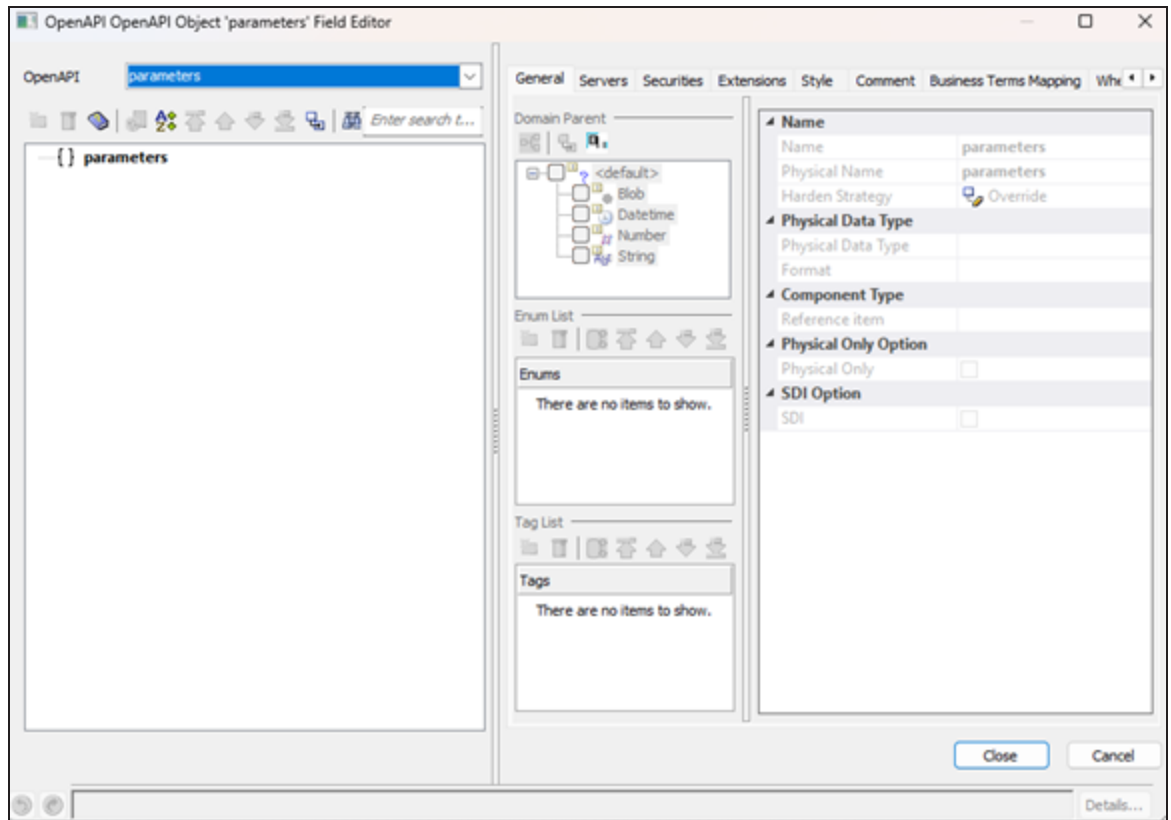 OpenAPI OpenAPI Object 'parameters' Field Editor
OpenAPI parameters
Enter search t...
{ } parameters
General Servers Securities Extensions Style Comment Business Terms Mapping Whe
Domain Parent
<default>
Blob
Datetime
Number
String
Enum List
Enums
There are no items to show.
Tag List
Tags
There are no items to show.
Name
Name parameters
Physical Name parameters
Harden Strategy Override
Physical Data Type
Physical Data Type
Format
Component Type
Reference item
Physical Only Option
Physical Only
SDI Option
SDI
Close Cancel
Details...